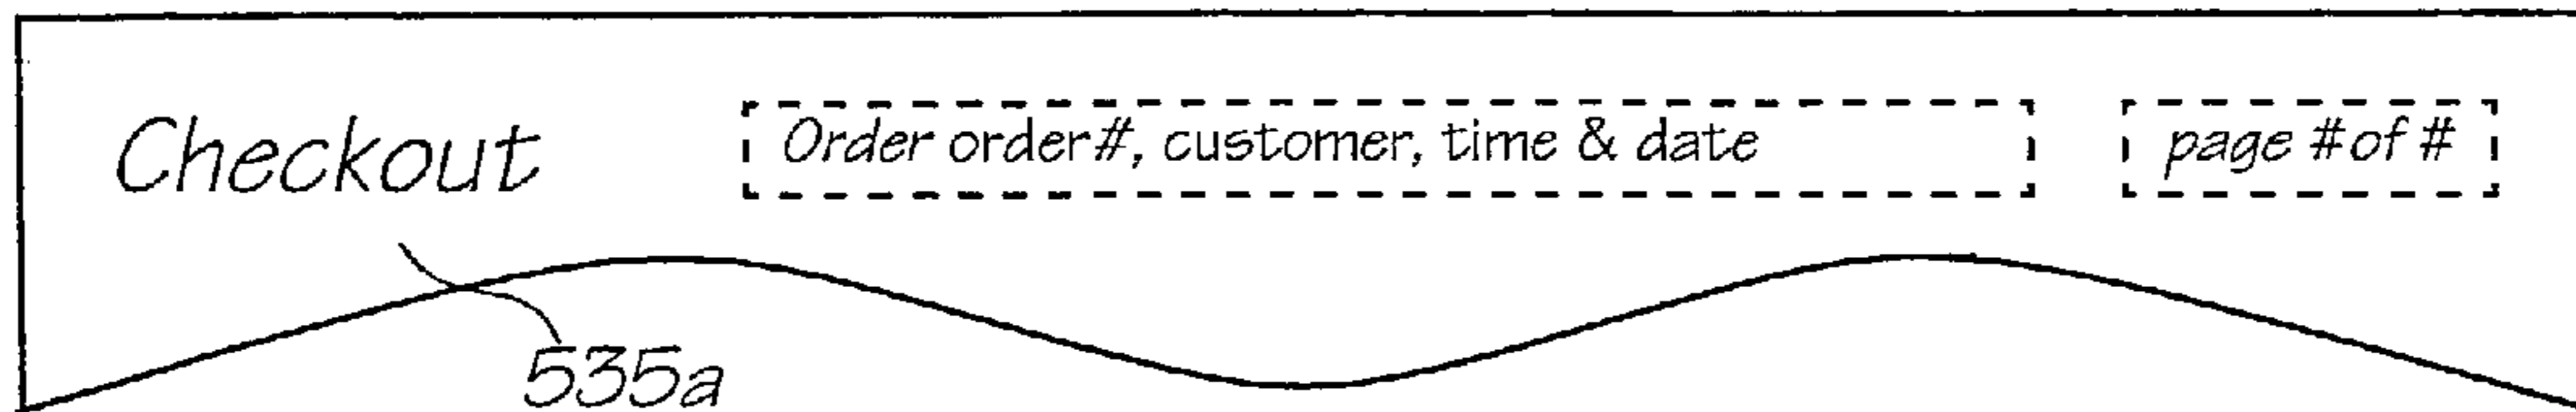 Checkout Order order#, customer, time & date page # of #
535a